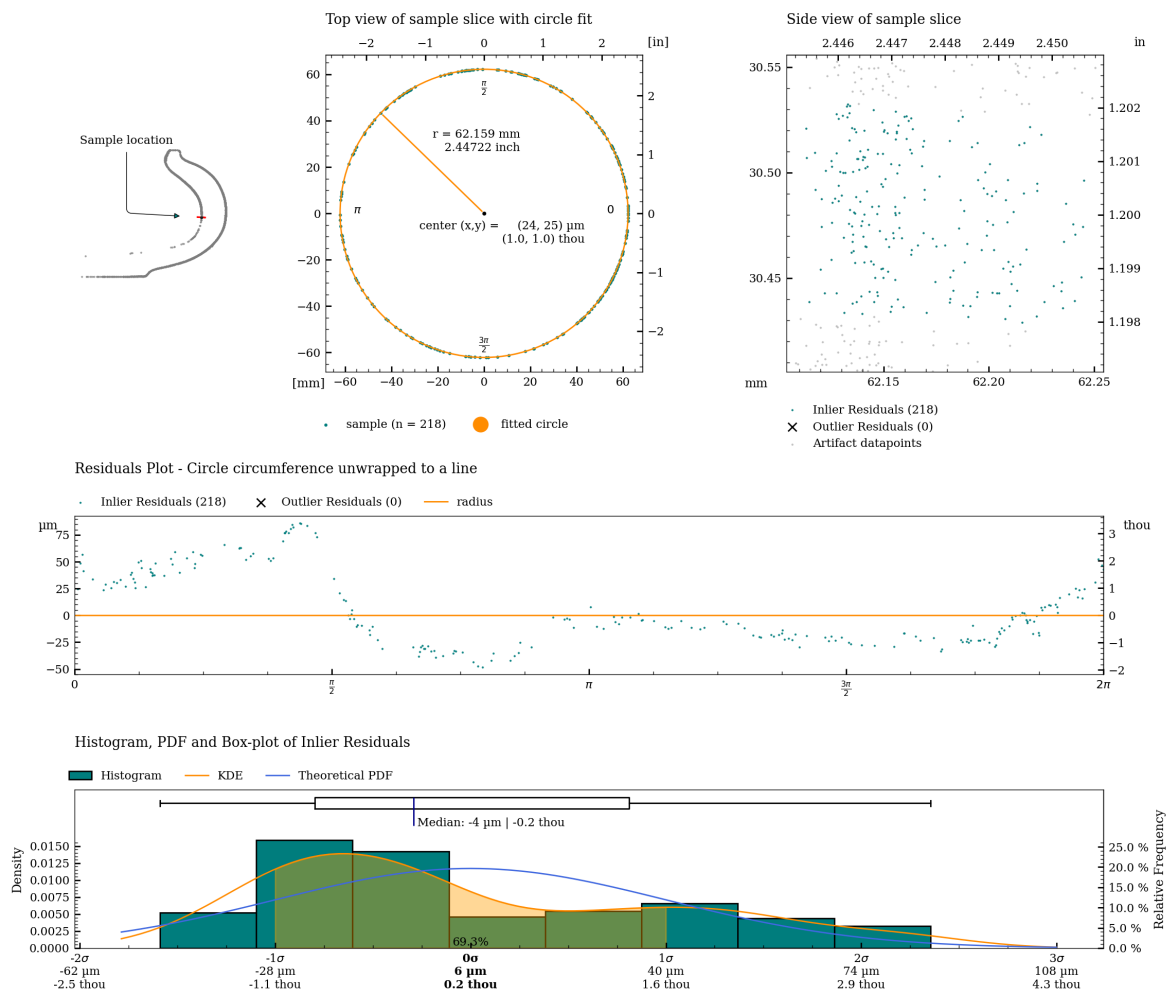 Top view of sample slice with circle fit
−2 −1 0 1 2 [in]
Sample location
60
40
20
0
−20
−40
−60
2
1
0
−1
−2
π/2
r = 62.159 mm
2.44722 inch
π
0
center (x,y) = (24, 25) µm
(1.0, 1.0) thou
3π/2
[mm] −60 −40 −20 0 20 40 60
sample (n = 218) fitted circle
Side view of sample slice
2.446 2.447 2.448 2.449 2.450 in
30.55
30.50
30.45
1.202
1.201
1.200
1.199
1.198
mm 62.15 62.20 62.25
Inlier Residuals (218)
Outlier Residuals (0)
Artifact datapoints
Residuals Plot - Circle circumference unwrapped to a line
Inlier Residuals (218) Outlier Residuals (0) radius
µm thou
75
50
25
0
−25
−50
3
2
1
0
−1
−2
0 π/2 π 3π/2 2π
Histogram, PDF and Box-plot of Inlier Residuals
Histogram KDE Theoretical PDF
Median: -4 µm | -0.2 thou
Density
0.0150
0.0125
0.0100
0.0075
0.0050
0.0025
0.0000
Relative Frequency
25.0 %
20.0 %
15.0 %
10.0 %
5.0 %
0.0 %
69.3%
-2σ -1σ 0σ 1σ 2σ 3σ
-62 µm -28 µm 6 µm 40 µm 74 µm 108 µm
-2.5 thou -1.1 thou 0.2 thou 1.6 thou 2.9 thou 4.3 thou